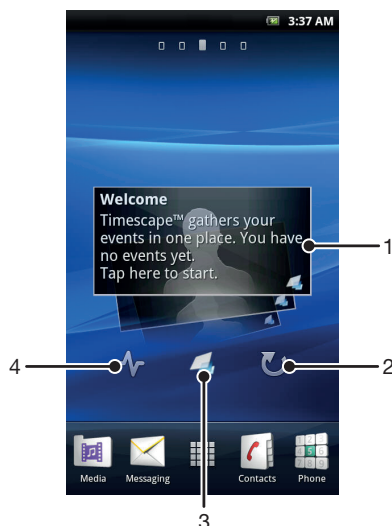 3:37 AM
Welcome
Timescape™ gathers your
events in one place. You have
no events yet.
Tap here to start.
1
4
2
Media
Messaging
Contacts
Phone
3